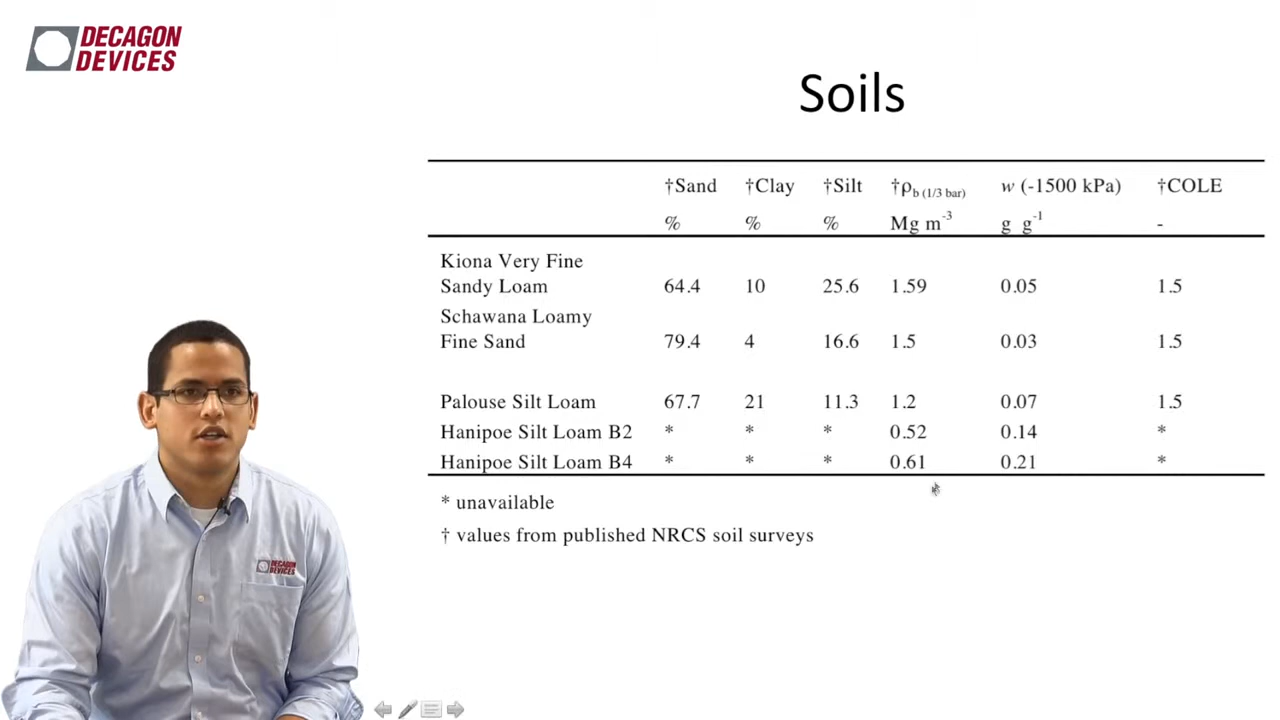 DECAGON
DEVICES
Soils
†Sand †Clay †Silt †ρb (1/3 bar) w (-1500 kPa) †COLE
% % % Mg m-3 g g-1 -
Kiona Very Fine
Sandy Loam 64.4 10 25.6 1.59 0.05 1.5
Schawana Loamy
Fine Sand 79.4 4 16.6 1.5 0.03 1.5
Palouse Silt Loam 67.7 21 11.3 1.2 0.07 1.5
Hanipoe Silt Loam B2 * * * 0.52 0.14 *
Hanipoe Silt Loam B4 * * * 0.61 0.21 *
* unavailable
† values from published NRCS soil surveys
DECAGON
DEVICES